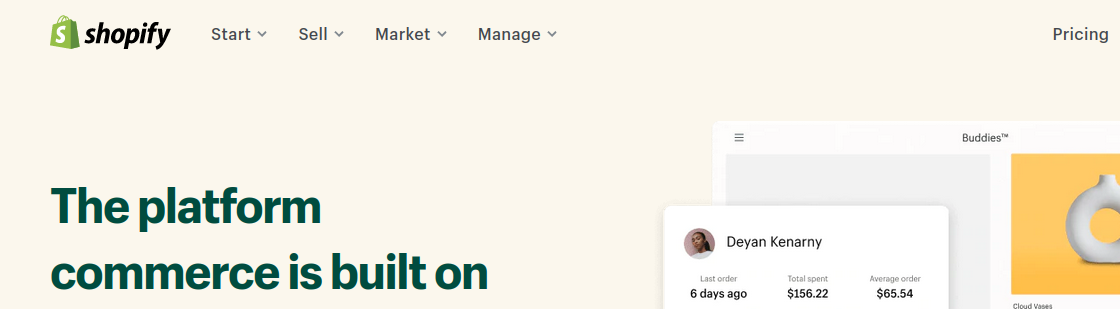 shopify Start Sell Market Manage Pricing
Buddies™
The platform
commerce is built on
Deyan Kenarny
Last order Total spent Average order
6 days ago $156.22 $65.54
Cloud Vases